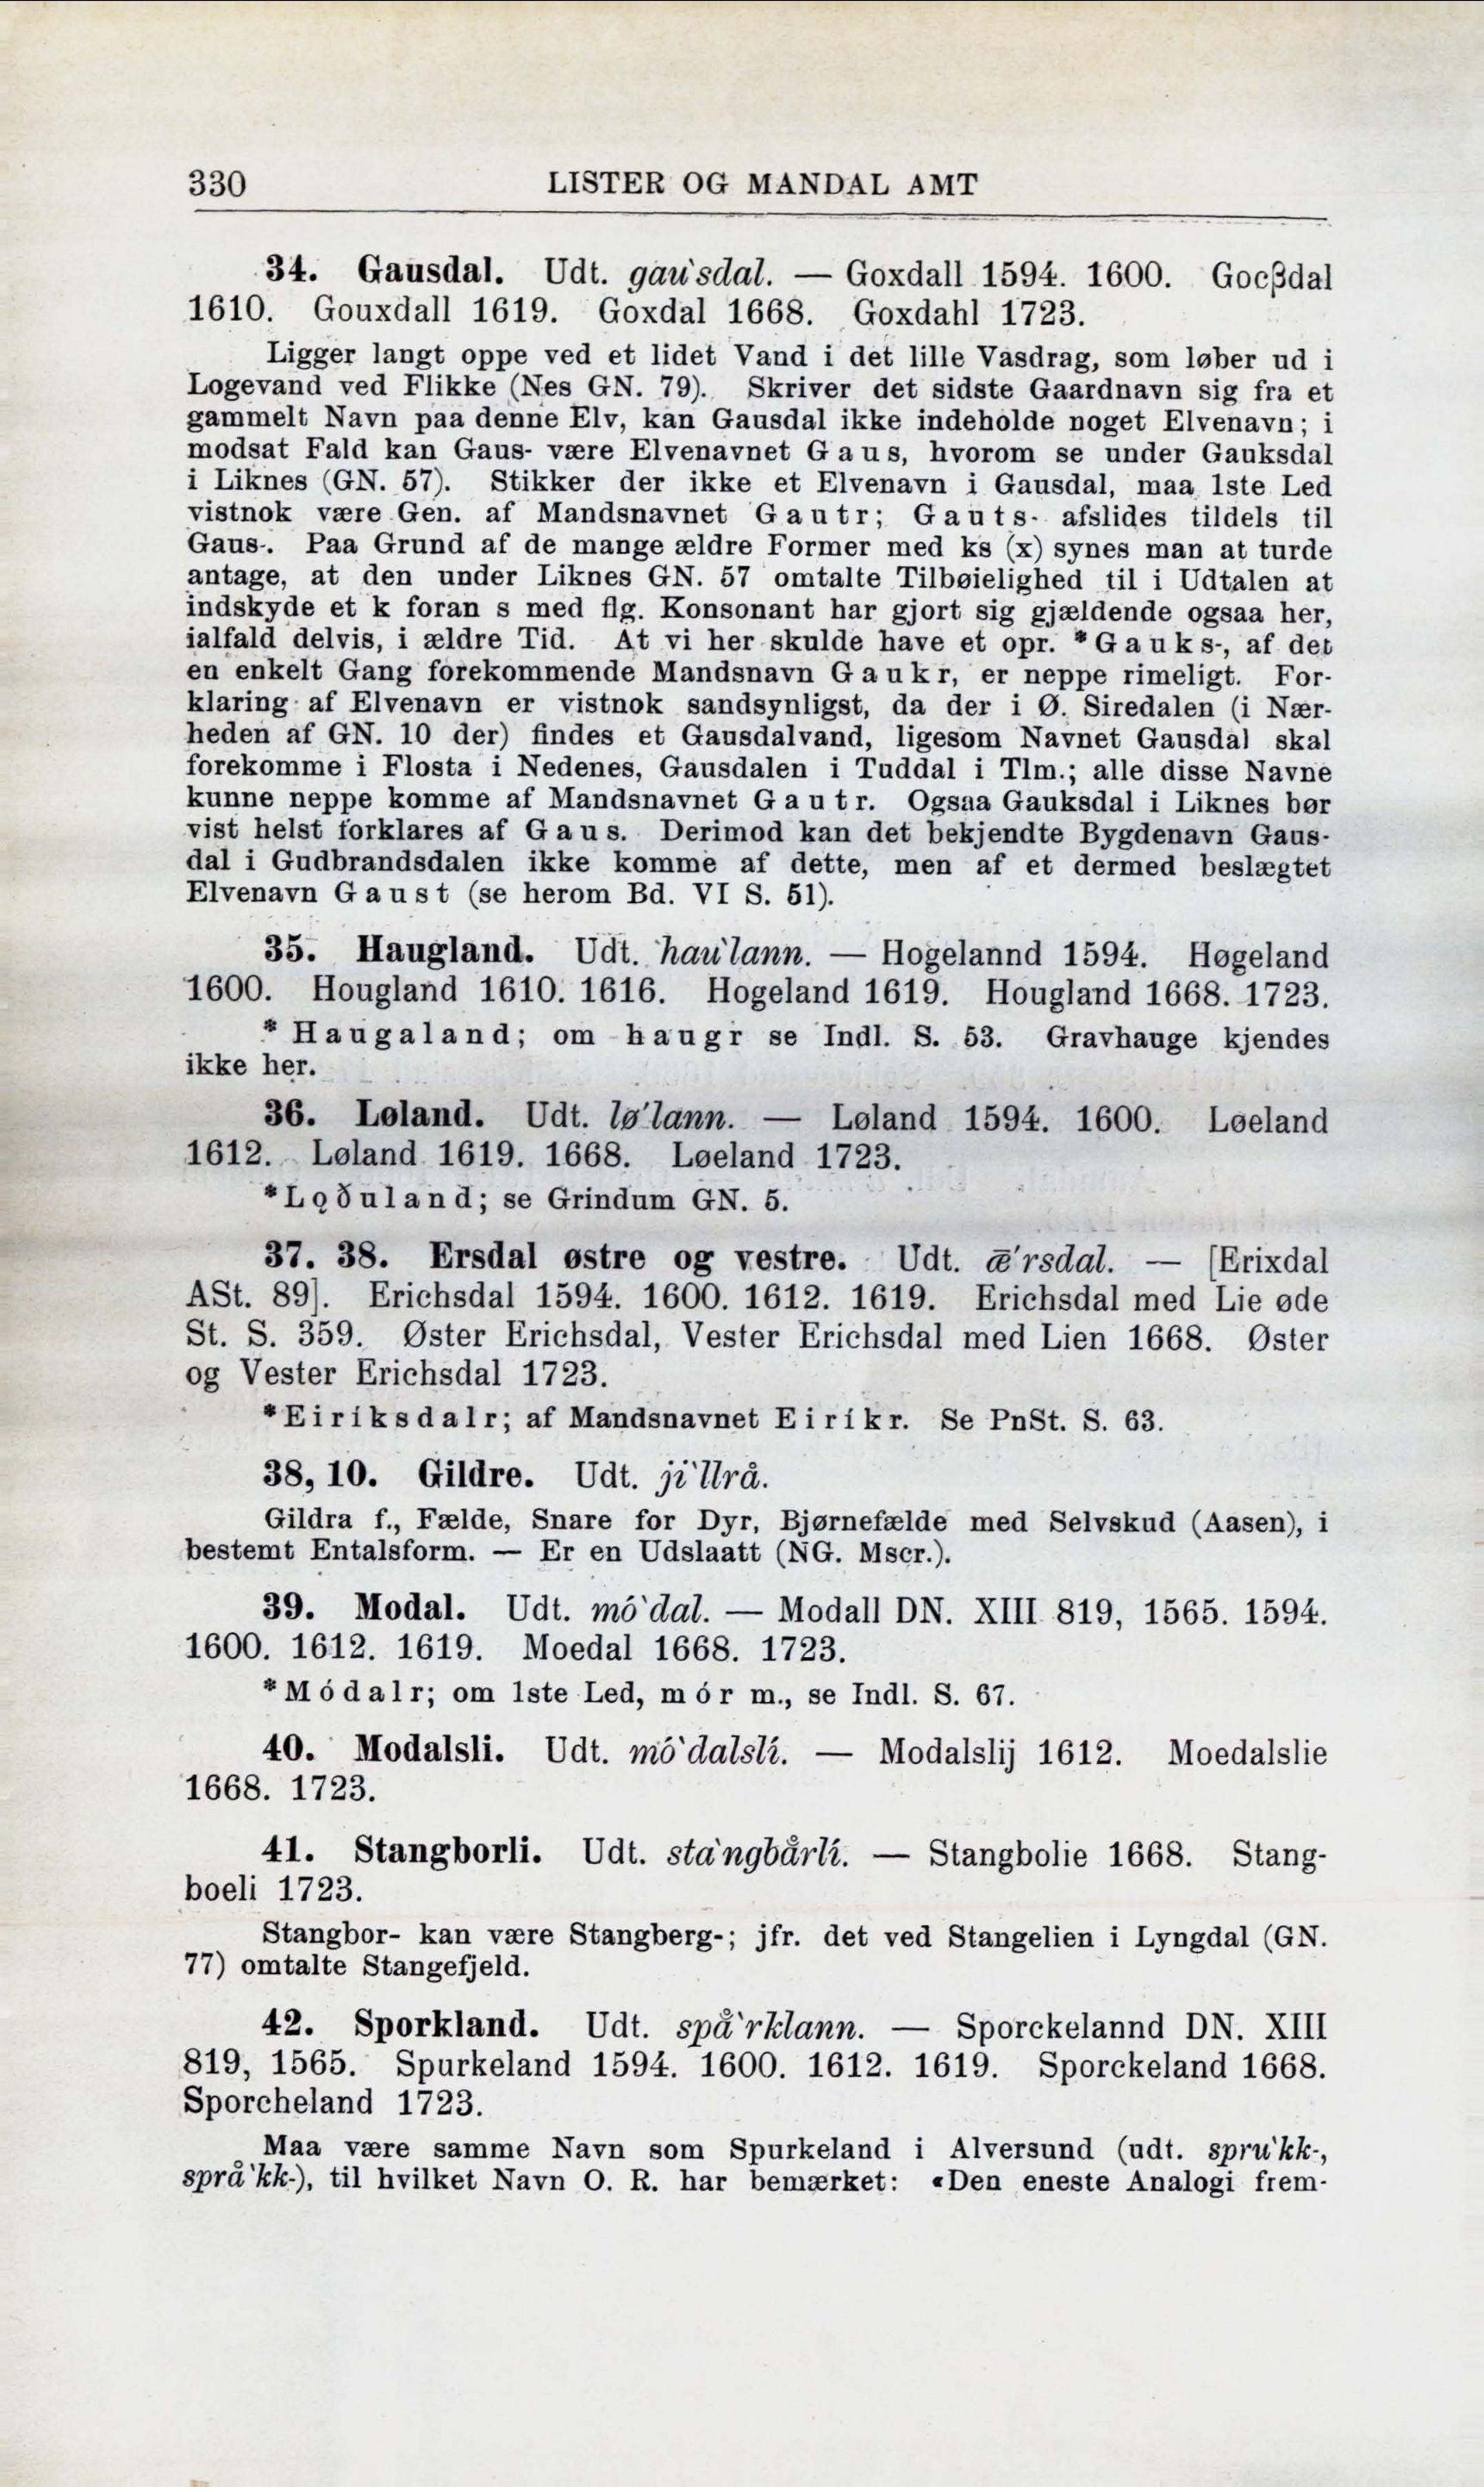 330 LISTER OG MANDAL AMT
34. Gausdal. Udt. gau`sdal. — Goxdall 1594. 1600. Gocβdal
1610. Gouxdall 1619. Goxdal 1668. Goxdahl 1723.
Ligger langt oppe ved et lidet Vand i det lille Vasdrag, som løber ud i
Logevand ved Flikke (Nes GN. 79). Skriver det sidste Gaardnavn sig fra et
gammelt Navn paa denne Elv, kan Gausdal ikke indeholde noget Elvenavn; i
modsat Fald kan Gaus- være Elvenavnet Gaus, hvorom se under Gauksdal
i Liknes (GN. 57). Stikker der ikke et Elvenavn i Gausdal, maa 1ste Led
vistnok være Gen. af Mandsnavnet Gautr; Gauts- afslides tildels til
Gaus-. Paa Grund af de mange ældre Former med ks (x) synes man at turde
antage, at den under Liknes GN. 57 omtalte Tilbøielighed til i Udtalen at
indskyde et k foran s med flg. Konsonant har gjort sig gjældende ogsaa her,
ialfald delvis, i ældre Tid. At vi her skulde have et opr. *Gauks-, af det
en enkelt Gang forekommende Mandsnavn Gaukr, er neppe rimeligt. For-
klaring af Elvenavn er vistnok sandsynligst, da der i Ø. Siredalen (i Nær-
heden af GN. 10 der) findes et Gausdalvand, ligesom Navnet Gausdal skal
forekomme i Flosta i Nedenes, Gausdalen i Tuddal i Tlm.; alle disse Navne
kunne neppe komme af Mandsnavnet Gautr. Ogsaa Gauksdal i Liknes bør
vist helst forklares af Gaus. Derimod kan det bekjendte Bygdenavn Gaus-
dal i Gudbrandsdalen ikke komme af dette, men af et dermed beslægtet
Elvenavn Gaust (se herom Bd. VI S. 51).
35. Haugland. Udt. hau`lann. — Hogelannd 1594. Høgeland
1600. Hougland 1610. 1616. Hogeland 1619. Hougland 1668. 1723.
*Haugaland; om haugr se Indl. S. 53. Gravhauge kjendes
ikke her.
36. Løland. Udt. lø`lann. — Løland 1594. 1600. Løeland
1612. Løland 1619. 1668. Løeland 1723.
*Lǫðuland; se Grindum GN. 5.
37. 38. Ersdal østre og vestre. Udt. ǣ'rsdal. — [Erixdal
ASt. 89]. Erichsdal 1594. 1600. 1612. 1619. Erichsdal med Lie øde
St. S. 359. Øster Erichsdal, Vester Erichsdal med Lien 1668. Øster
og Vester Erichsdal 1723.
*Eiríksdalr; af Mandsnavnet Eiríkr. Se PnSt. S. 63.
38, 10. Gildre. Udt. ji`llrå.
Gildra f., Fælde, Snare for Dyr, Bjørnefælde med Selvskud (Aasen), i
bestemt Entalsform. — Er en Udslaatt (NG. Mscr.).
39. Modal. Udt. mó`dal. — Modall DN. XIII 819, 1565. 1594.
1600. 1612. 1619. Moedal 1668. 1723.
*Módalr; om 1ste Led, mór m., se Indl. S. 67.
40. Modalsli. Udt. mó`dalslí. — Modalslij 1612. Moedalslie
1668. 1723.
41. Stangborli. Udt. sta`ngbårlí. — Stangbolie 1668. Stang-
boeli 1723.
Stangbor- kan være Stangberg-; jfr. det ved Stangelien i Lyngdal (GN.
77) omtalte Stangefjeld.
42. Sporkland. Udt. spå`rklann. — Sporckelannd DN. XIII
819, 1565. Spurkeland 1594. 1600. 1612. 1619. Sporckeland 1668.
Sporcheland 1723.
Maa være samme Navn som Spurkeland i Alversund (udt. spru`kk-,
språ`kk-), til hvilket Navn O. R. har bemærket: «Den eneste Analogi frem-